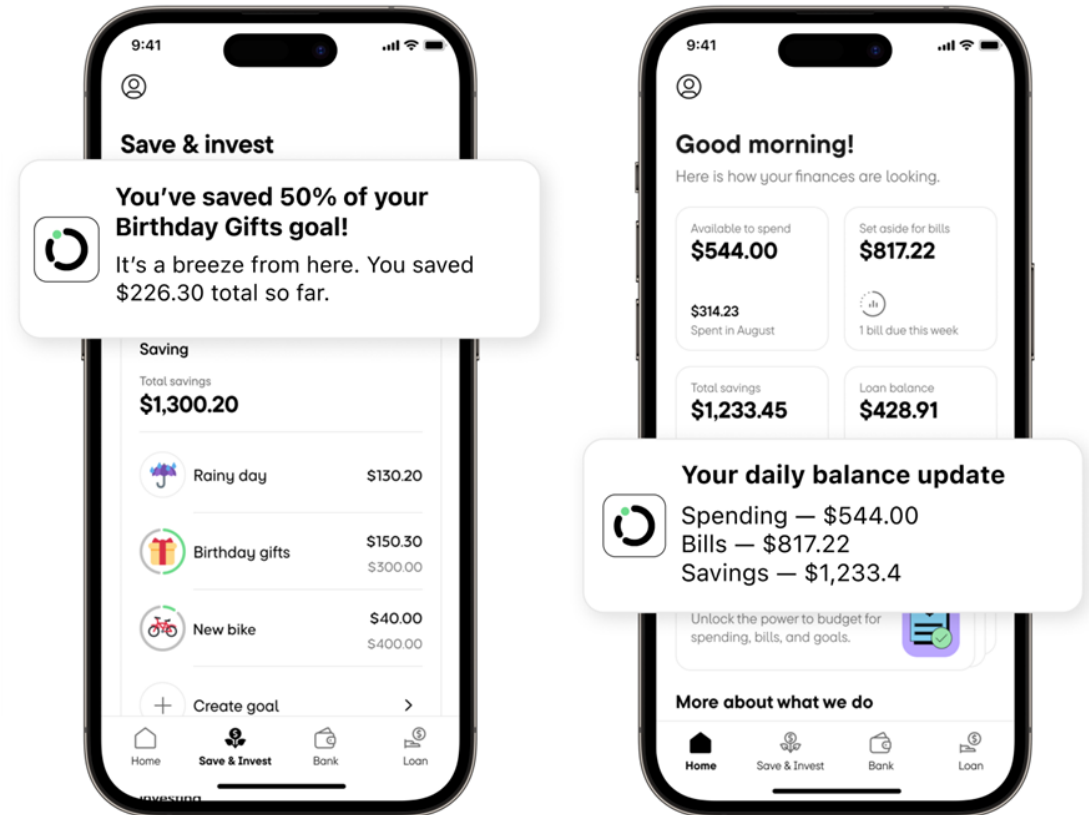 9:41
Save & invest
You've saved 50% of your
Birthday Gifts goal!
It's a breeze from here. You saved
$226.30 total so far.
Saving
Total savings
$1,300.20
Rainy day
$130.20
Birthday gifts
$150.30
$300.00
New bike
$40.00
$400.00
Create goal
Home
Save & Invest
Bank
Loan
Investing
9:41
Good morning!
Here is how your finances are looking.
Available to spend
$544.00
$314.23
Spent in August
Set aside for bills
$817.22
1 bill due this week
Total savings
$1,233.45
Loan balance
$428.91
Your daily balance update
Spending — $544.00
Bills — $817.22
Savings — $1,233.4
Unlock the power to budget for
spending, bills, and goals.
More about what we do
Home
Save & Invest
Bank
Loan